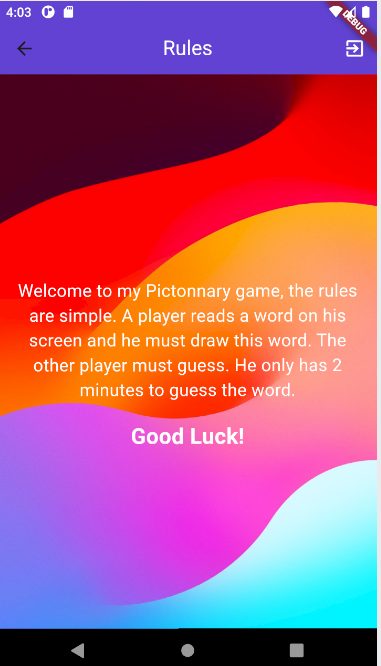 4:03
DEBUG
Rules
Welcome to my Pictonnary game, the rules
are simple. A player reads a word on his
screen and he must draw this word. The
other player must guess. He only has 2
minutes to guess the word.
Good Luck!